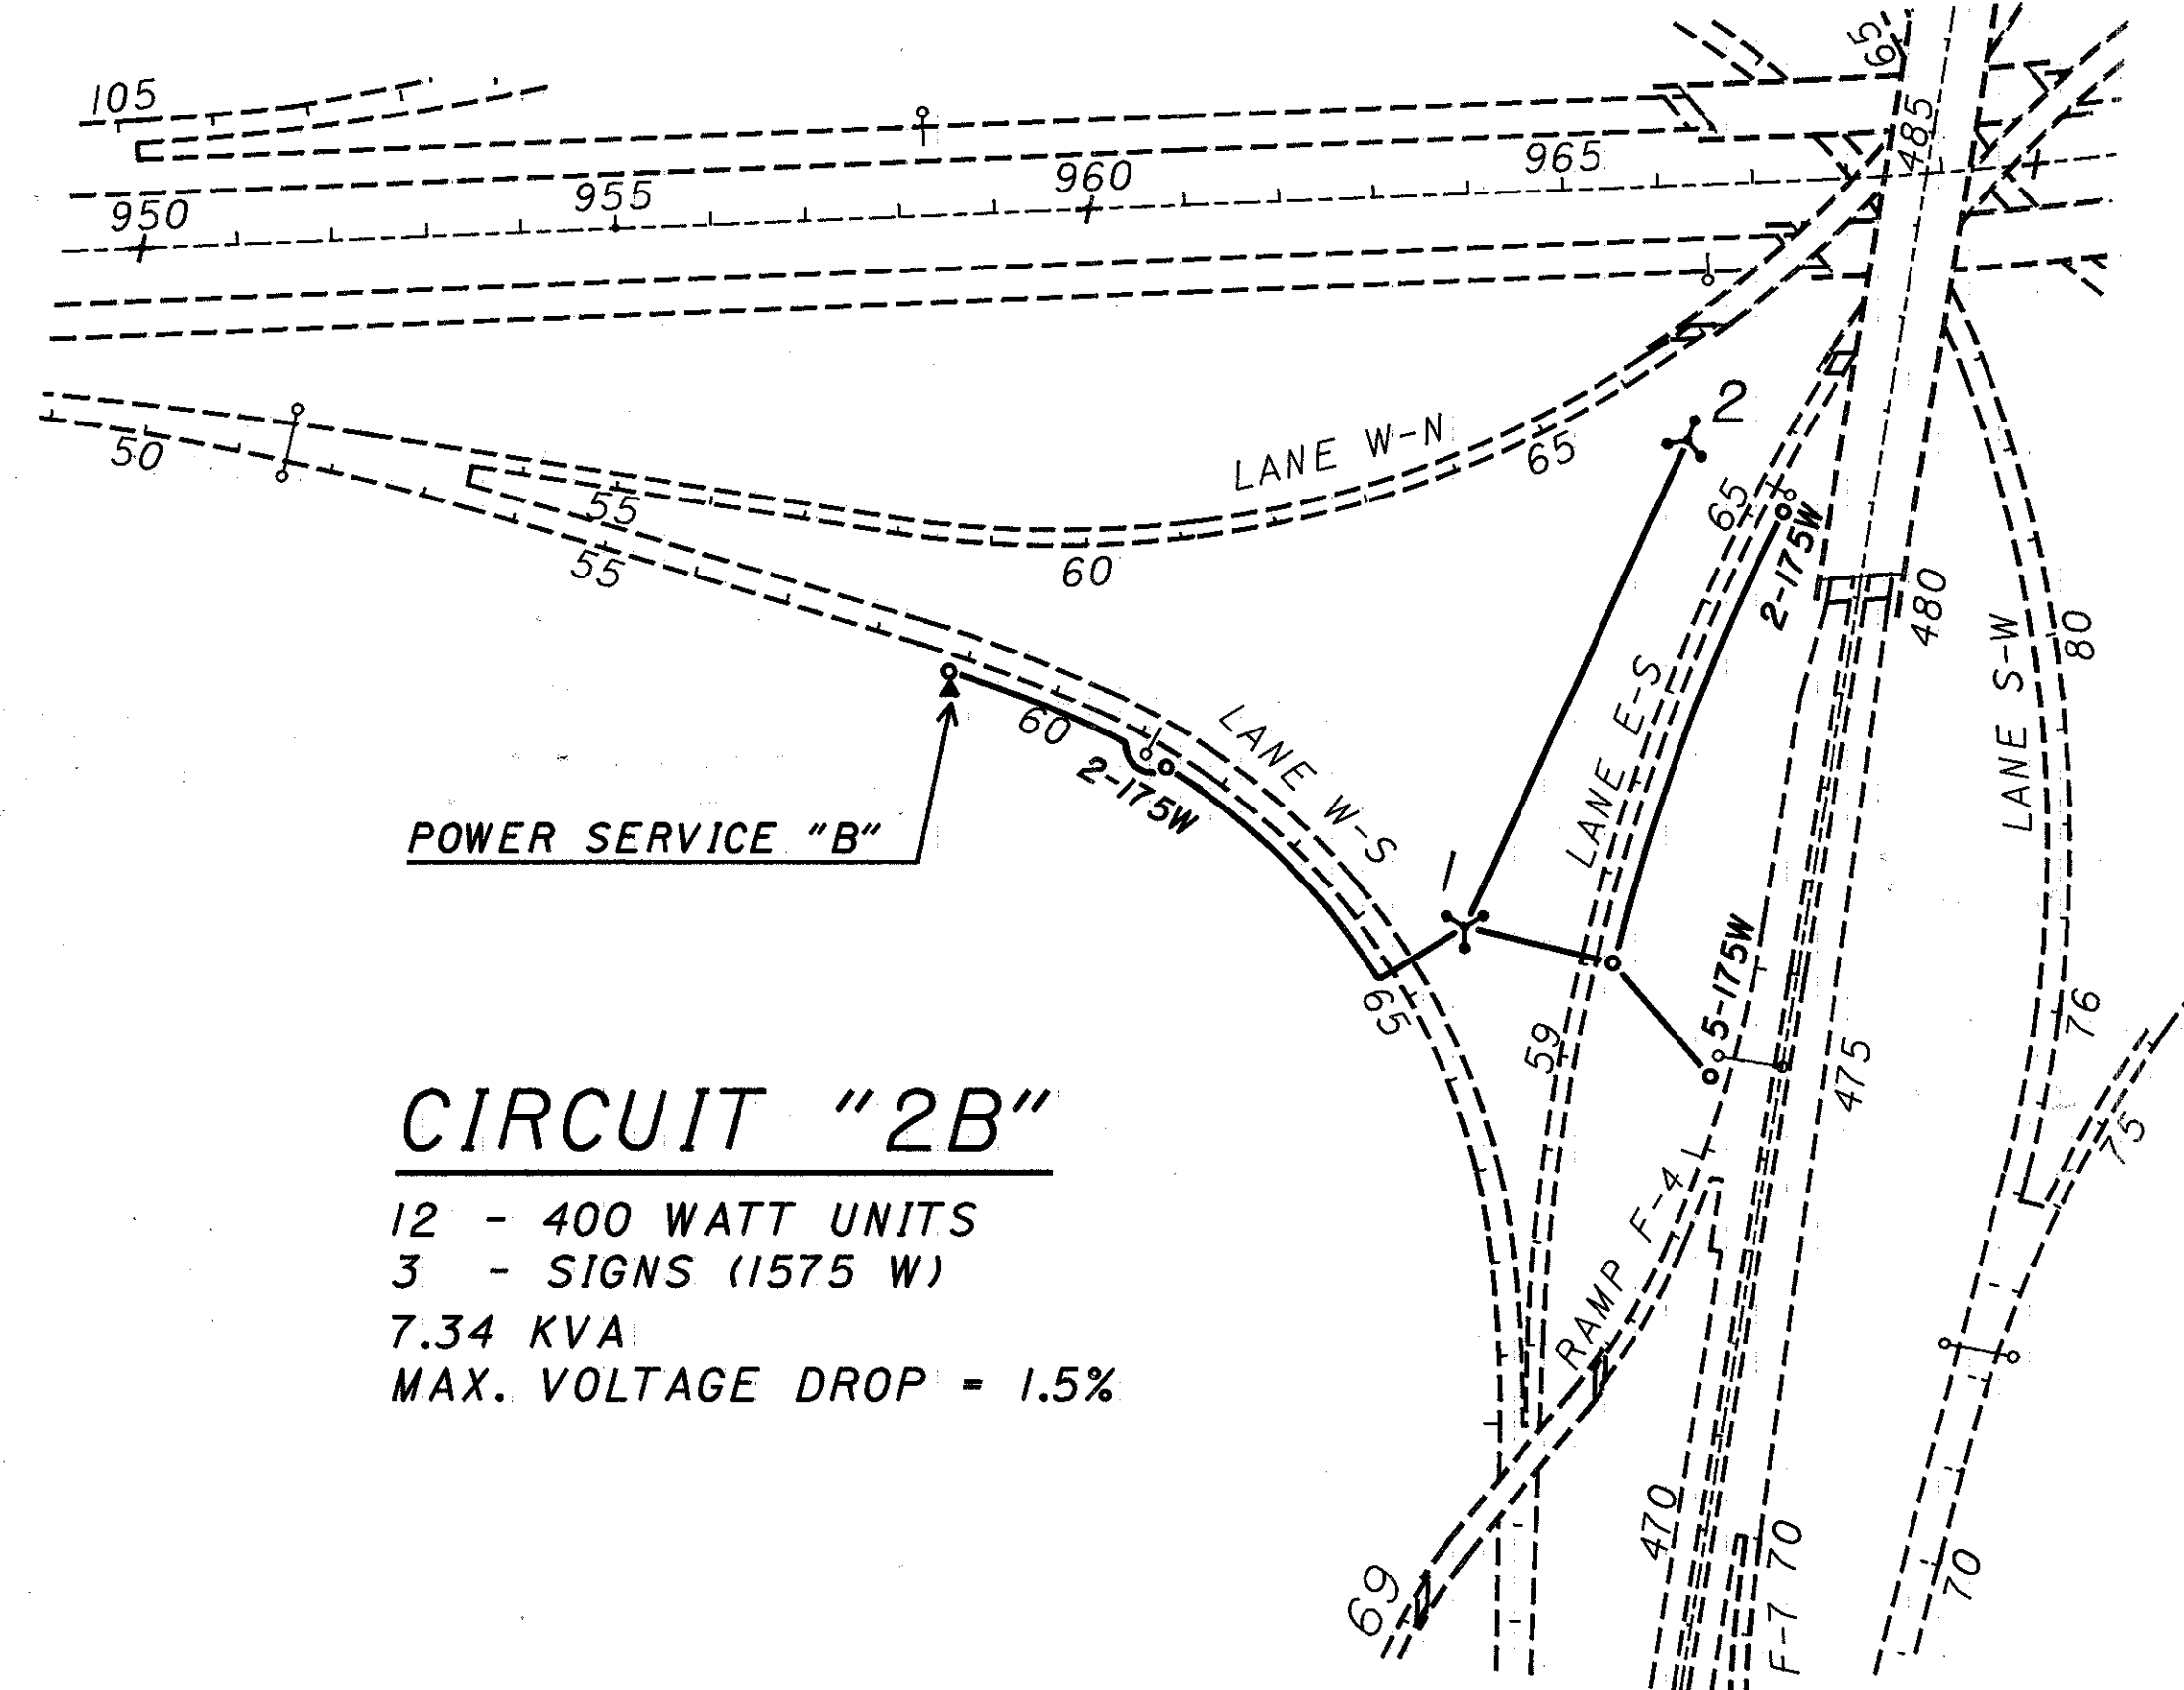 105
65
485
965
960
955
950
2
LANE W-N
65
50
55
55
60
65
2-175W
480
80
LANE S-W
LANE E-S
60
LANE W-S
2-175W
POWER SERVICE "B"
1
5-175W
65
59
76
475
75
CIRCUIT "2B"
12 - 400 WATT UNITS
3 - SIGNS (1575 W)
7.34 KVA
MAX. VOLTAGE DROP = 1.5%
RAMP F-4
470
F-7 70
70
69